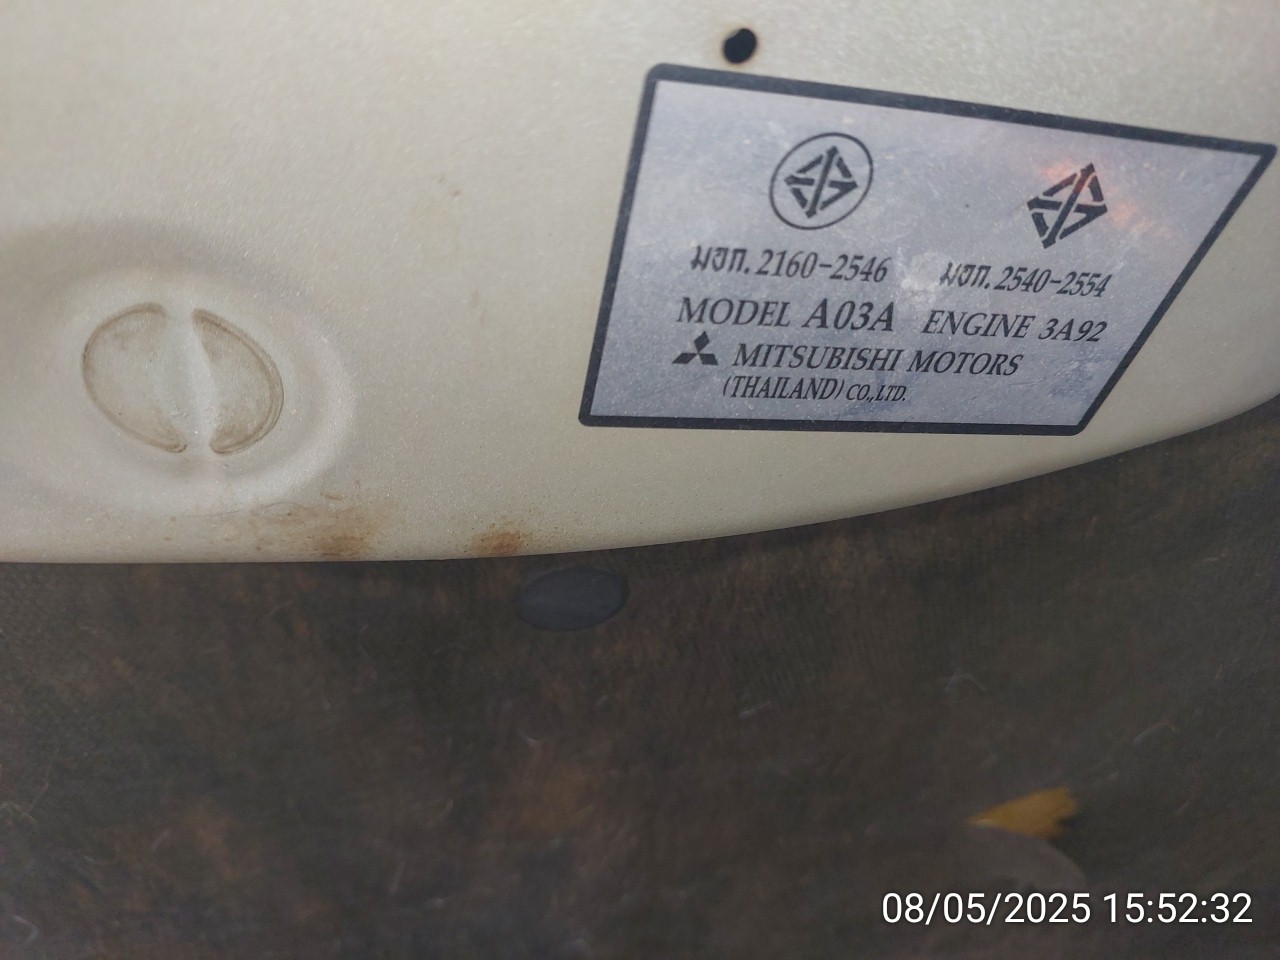 มอก. 2160-2546 มอก. 2540-2554
MODEL A03A ENGINE 3A92
MITSUBISHI MOTORS
(THAILAND) CO.,LTD.
08/05/2025 15:52:32